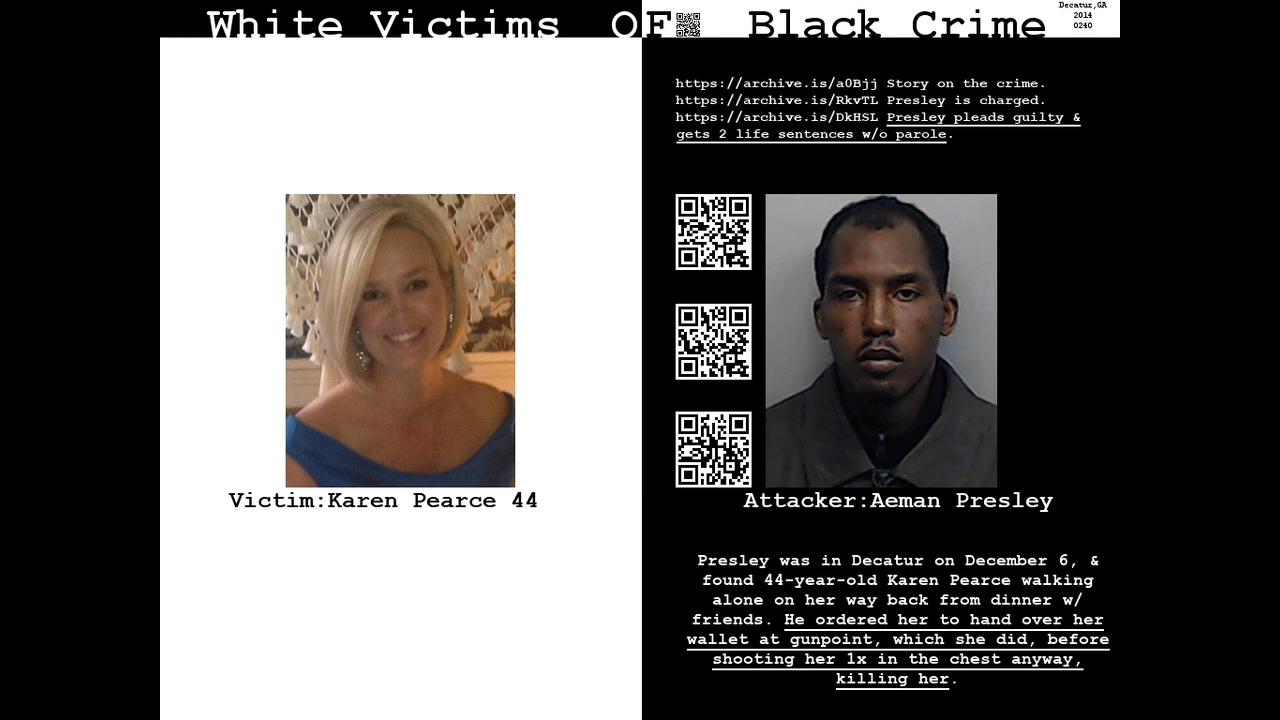 White Victims OF Black Crime
Decatur,GA
2014
0240
https://archive.is/a0Bjj Story on the crime.
https://archive.is/RkvTL Presley is charged.
https://archive.is/DkHSL Presley pleads guilty &
gets 2 life sentences w/o parole.
Victim:Karen Pearce 44
Attacker:Aeman Presley
Presley was in Decatur on December 6, &
found 44-year-old Karen Pearce walking
alone on her way back from dinner w/
friends. He ordered her to hand over her
wallet at gunpoint, which she did, before
shooting her 1x in the chest anyway,
killing her.